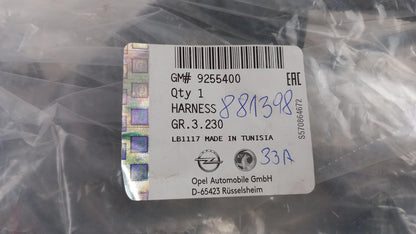 GM# 9255400
EAC
Qty 1
HARNESS 881398
GR.3.230
LB1117 MADE IN TUNISIA
33A
Opel Automobile GmbH
D-65423 Rüsselsheim
S570864672